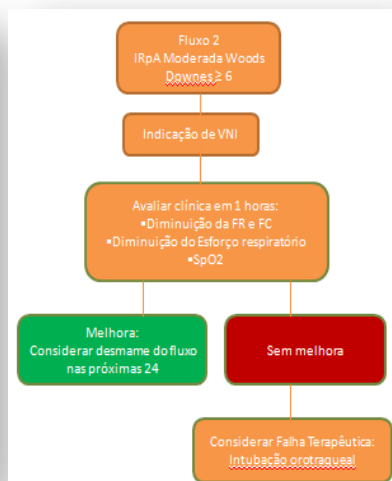 Fluxo 2
IRpA Moderada Woods
Downes ≥ 6
Indicação de VNI
Avaliar clínica em 1 horas:
▪Diminuição da FR e FC
▪Diminuição do Esforço respiratório
▪SpO2
Melhora:
Considerar desmame do fluxo
nas próximas 24
Sem melhora
Considerar Falha Terapêutica:
Intubação orotraqueal